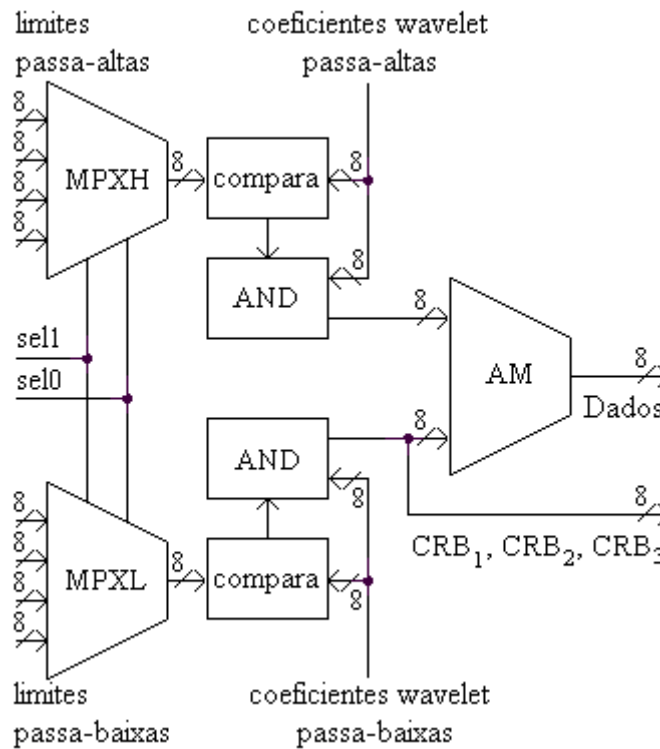 limites
passa-altas
coeficientes wavelet
passa-altas
8
8
8
8
MPXH
8
compara
8
AND
8
8
sel1
sel0
AM
8
Dados
AND
8
8
8
CRB1, CRB2, CRB3
8
8
8
8
MPXL
8
compara
8
limites
passa-baixas
coeficientes wavelet
passa-baixas